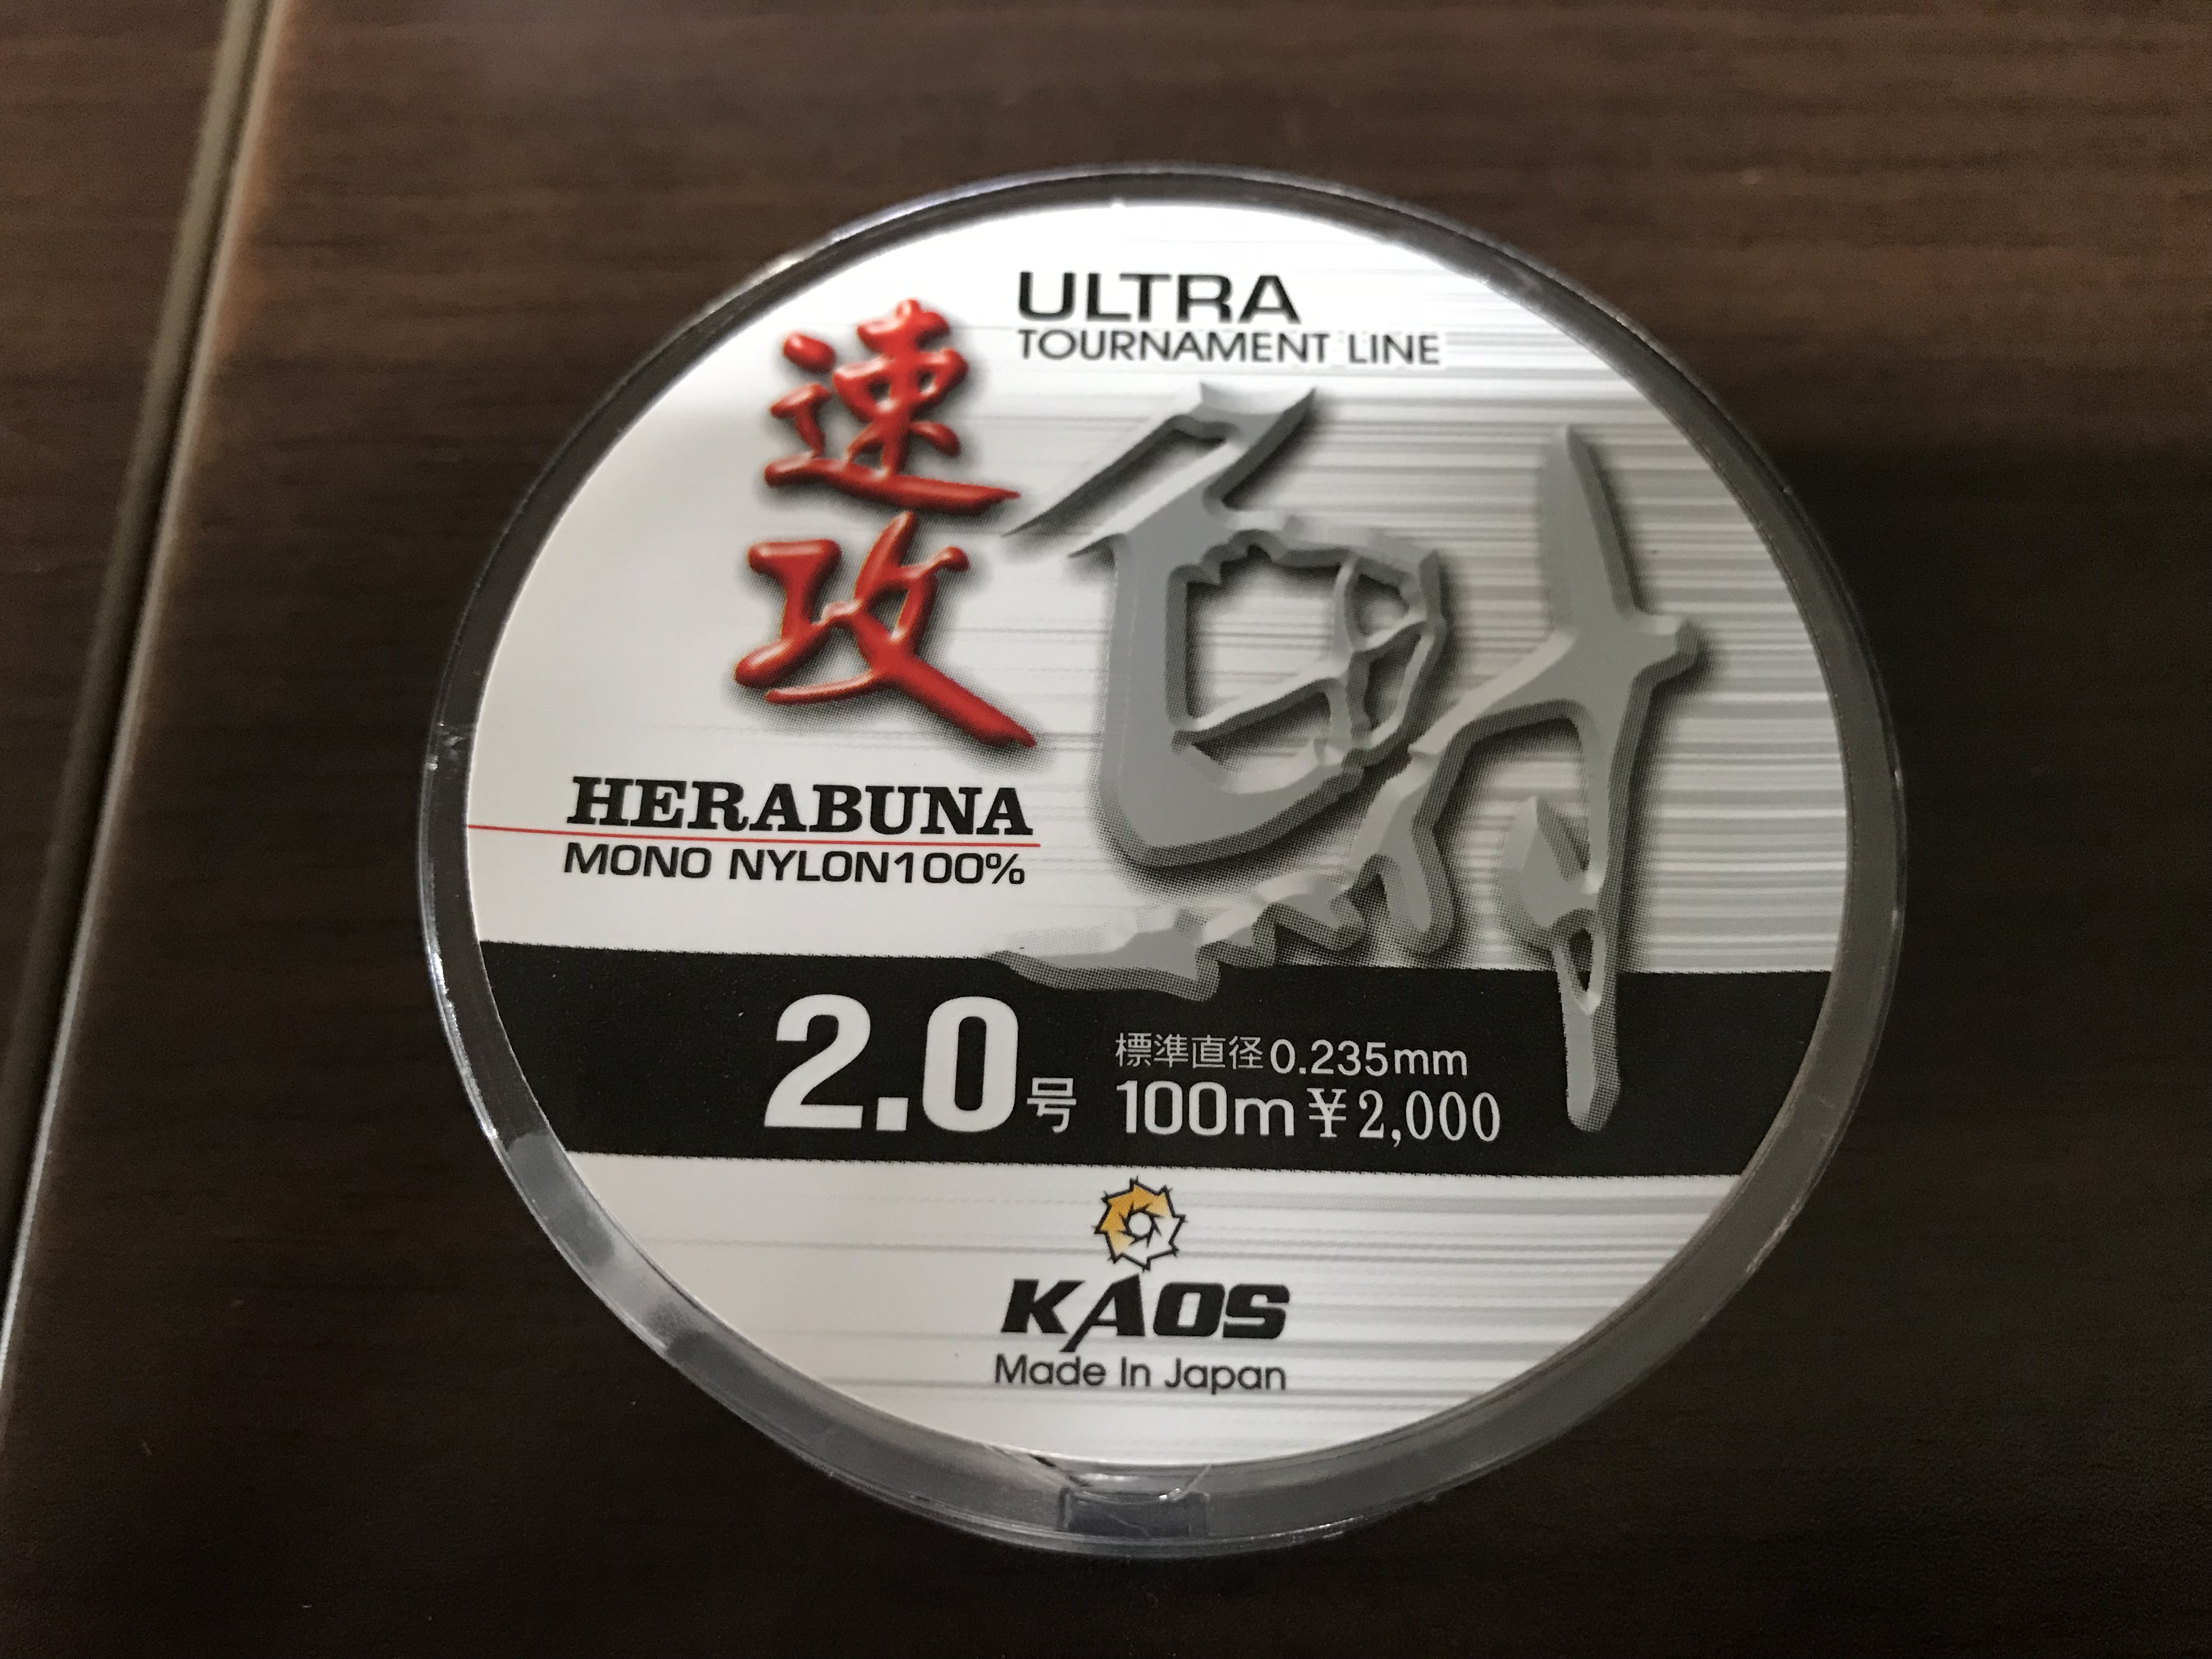 ULTRA
TOURNAMENT LINE
速攻
鮒
HERABUNA
MONO NYLON100%
2.0号
標準直径0.235mm
100m¥2,000
KAOS
Made In Japan